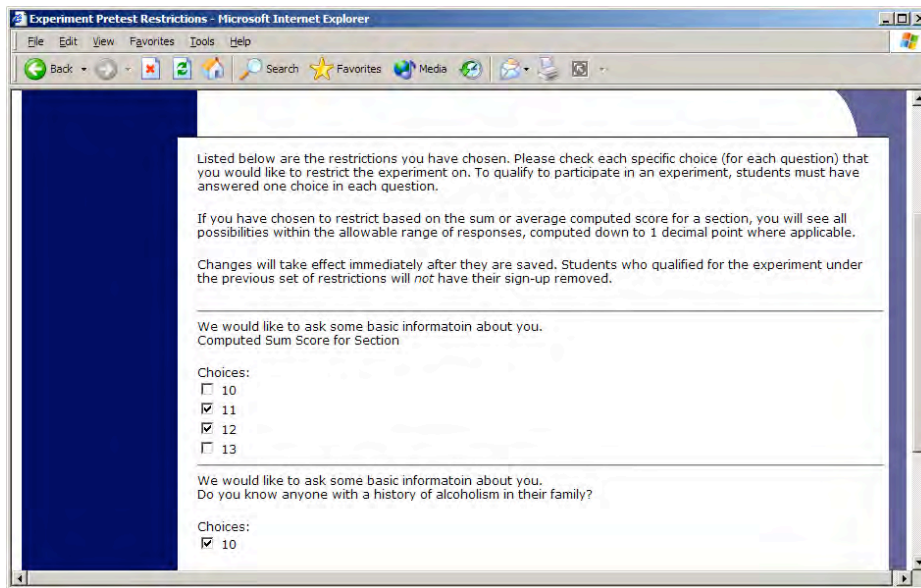 Experiment Pretest Restrictions - Microsoft Internet Explorer
File Edit View Favorites Tools Help
Back Search Favorites Media
Listed below are the restrictions you have chosen. Please check each specific choice (for each question) that
you would like to restrict the experiment on. To qualify to participate in an experiment, students must have
answered one choice in each question.
If you have chosen to restrict based on the sum or average computed score for a section, you will see all
possibilities within the allowable range of responses, computed down to 1 decimal point where applicable.
Changes will take effect immediately after they are saved. Students who qualified for the experiment under
the previous set of restrictions will not have their sign-up removed.
We would like to ask some basic informatoin about you.
Computed Sum Score for Section
Choices:
10
11
12
13
We would like to ask some basic informatoin about you.
Do you know anyone with a history of alcoholism in their family?
Choices:
10